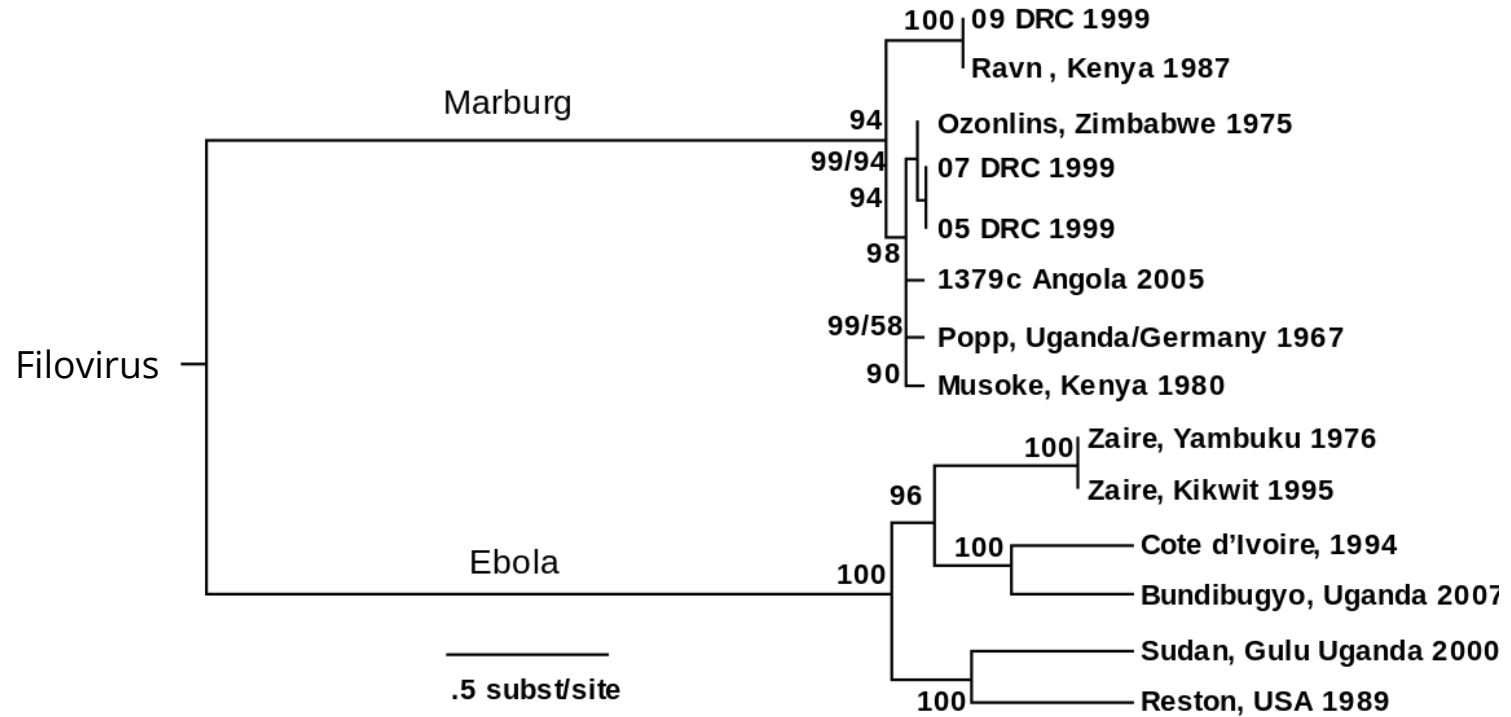 100 09 DRC 1999
Ravn , Kenya 1987
Marburg
94 Ozonlins, Zimbabwe 1975
99/94 07 DRC 1999
94
05 DRC 1999
98
1379c Angola 2005
99/58 Popp, Uganda/Germany 1967
Filovirus
90 Musoke, Kenya 1980
100 Zaire, Yambuku 1976
96 Zaire, Kikwit 1995
100 Cote d’Ivoire, 1994
Ebola
100 Bundibugyo, Uganda 2007
Sudan, Gulu Uganda 2000
.5 subst/site
100 Reston, USA 1989